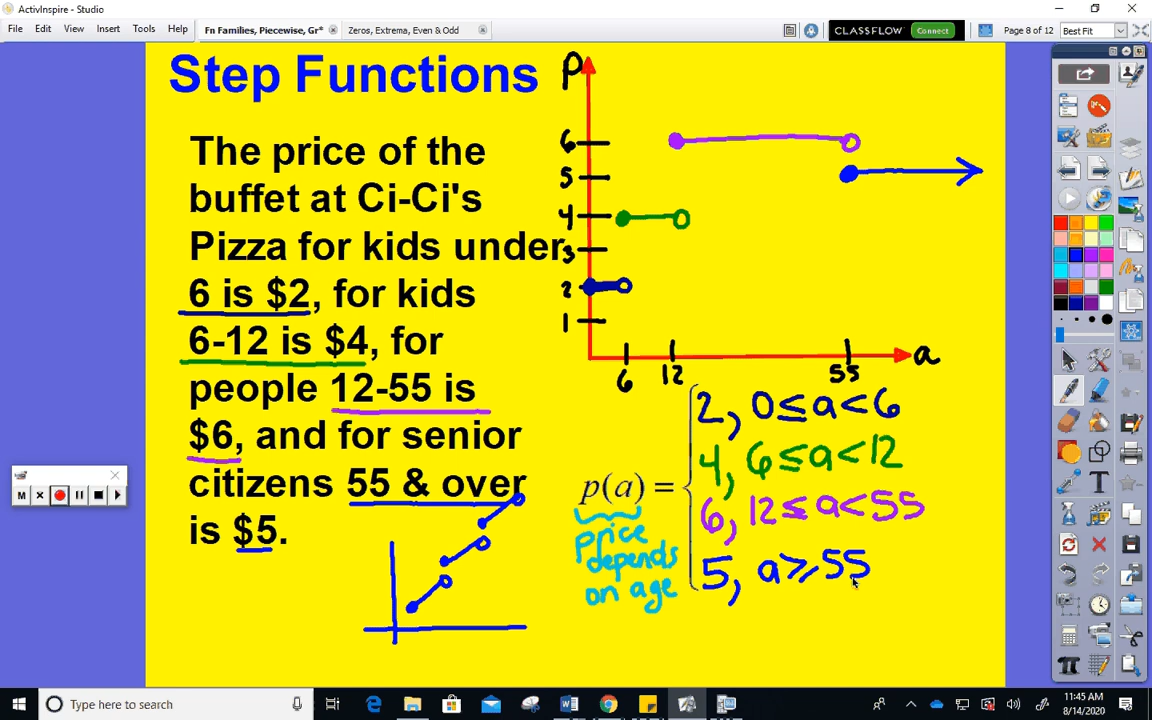 ActivInspire - Studio
File Edit View Insert Tools Help
Fn Families, Piecewise, Gr*
Zeros, Extrema, Even & Odd
CLASSFLOW Connect
Page 8 of 12
Best Fit
Step Functions
The price of the
buffet at Ci-Ci's
Pizza for kids under
6 is $2, for kids
6-12 is $4, for
people 12-55 is
$6, and for senior
citizens 55 & over
is $5.
P
6
5
4
3
2
1
6 12 55 a
p(a) =
2, 0≤a<6
4, 6≤a<12
6, 12≤a<55
5, a≥55
price
depends
on age
M
Type here to search
11:45 AM
8/14/2020